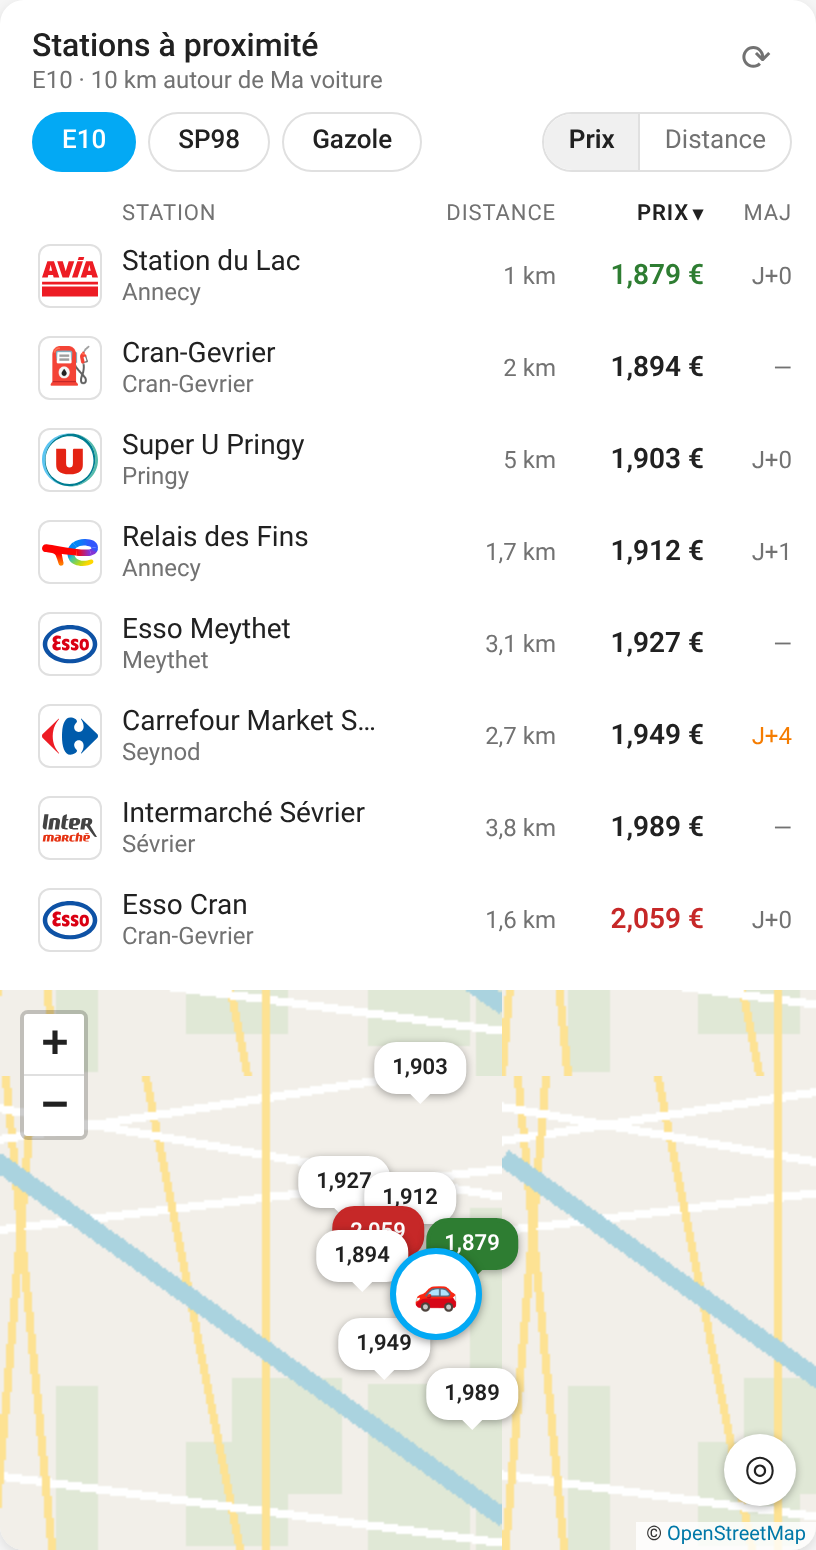 Stations à proximité
E10 · 10 km autour de Ma voiture
⟳
E10 SP98 Gazole Prix Distance
STATION DISTANCE PRIX ▾ MAJ
AVIA Station du Lac 1 km 1,879 € J+0
Annecy
Cran-Gevrier 2 km 1,894 € —
Cran-Gevrier
U Super U Pringy 5 km 1,903 € J+0
Pringy
Relais des Fins 1,7 km 1,912 € J+1
Annecy
Esso Esso Meythet 3,1 km 1,927 € —
Meythet
Carrefour Market S… 2,7 km 1,949 € J+4
Seynod
Inter marchē Intermarché Sévrier 3,8 km 1,989 € —
Sévrier
Esso Esso Cran 1,6 km 2,059 € J+0
Cran-Gevrier
+
−
1,903
1,927
1,912
2,059
1,879
1,894
1,949
1,989
© OpenStreetMap